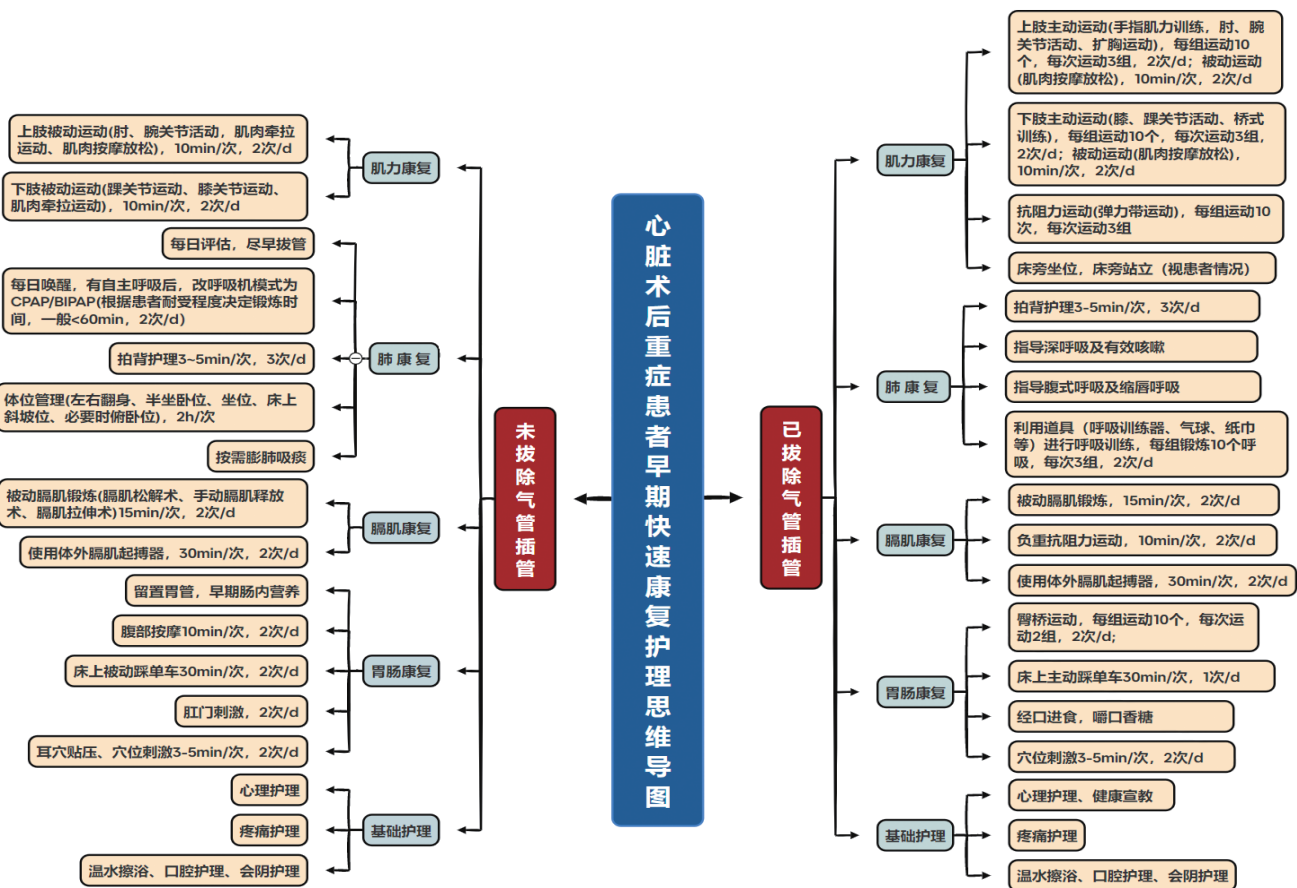 心脏术后重症患者早期快速康复护理思维导图
未拔除气管插管
肌力康复
上肢被动运动(肘、腕关节活动，肌肉牵拉
运动、肌肉按摩放松)，10min/次，2次/d
下肢被动运动(踝关节运动、膝关节运动、
肌肉牵拉运动)，10min/次，2次/d
肺康复
每日评估，尽早拔管
每日唤醒，有自主呼吸后，改呼吸机模式为
CPAP/BIPAP(根据患者耐受程度决定锻炼时
间，一般<60min，2次/d)
拍背护理3~5min/次，3次/d
体位管理(左右翻身、半坐卧位、坐位、床上
斜坡位、必要时俯卧位)，2h/次
按需膨肺吸痰
膈肌康复
被动膈肌锻炼(膈肌松解术、手动膈肌释放
术、膈肌拉伸术)15min/次，2次/d
使用体外膈肌起搏器，30min/次，2次/d
胃肠康复
留置胃管，早期肠内营养
腹部按摩10min/次，2次/d
床上被动踩单车30min/次，2次/d
肛门刺激，2次/d
耳穴贴压、穴位刺激3-5min/次，2次/d
基础护理
心理护理
疼痛护理
温水擦浴、口腔护理、会阴护理
已拔除气管插管
肌力康复
上肢主动运动(手指肌力训练，肘、腕
关节活动、扩胸运动)，每组运动10
个，每次运动3组，2次/d；被动运动
(肌肉按摩放松)，10min/次，2次/d
下肢主动运动(膝、踝关节活动、桥式
训练)，每组运动10个，每次运动3组，
2次/d；被动运动(肌肉按摩放松)，
10min/次，2次/d
抗阻力运动(弹力带运动)，每组运动10
次，每次运动3组
床旁坐位，床旁站立（视患者情况）
肺康复
拍背护理3-5min/次，3次/d
指导深呼吸及有效咳嗽
指导腹式呼吸及缩唇呼吸
利用道具（呼吸训练器、气球、纸巾
等）进行呼吸训练，每组锻炼10个呼
吸，每次3组，2次/d
膈肌康复
被动膈肌锻炼，15min/次，2次/d
负重抗阻力运动，10min/次，2次/d
使用体外膈肌起搏器，30min/次，2次/d
胃肠康复
臀桥运动，每组运动10个，每次运
动2组，2次/d;
床上主动踩单车30min/次，1次/d
经口进食，嚼口香糖
穴位刺激3-5min/次，2次/d
基础护理
心理护理、健康宣教
疼痛护理
温水擦浴、口腔护理、会阴护理